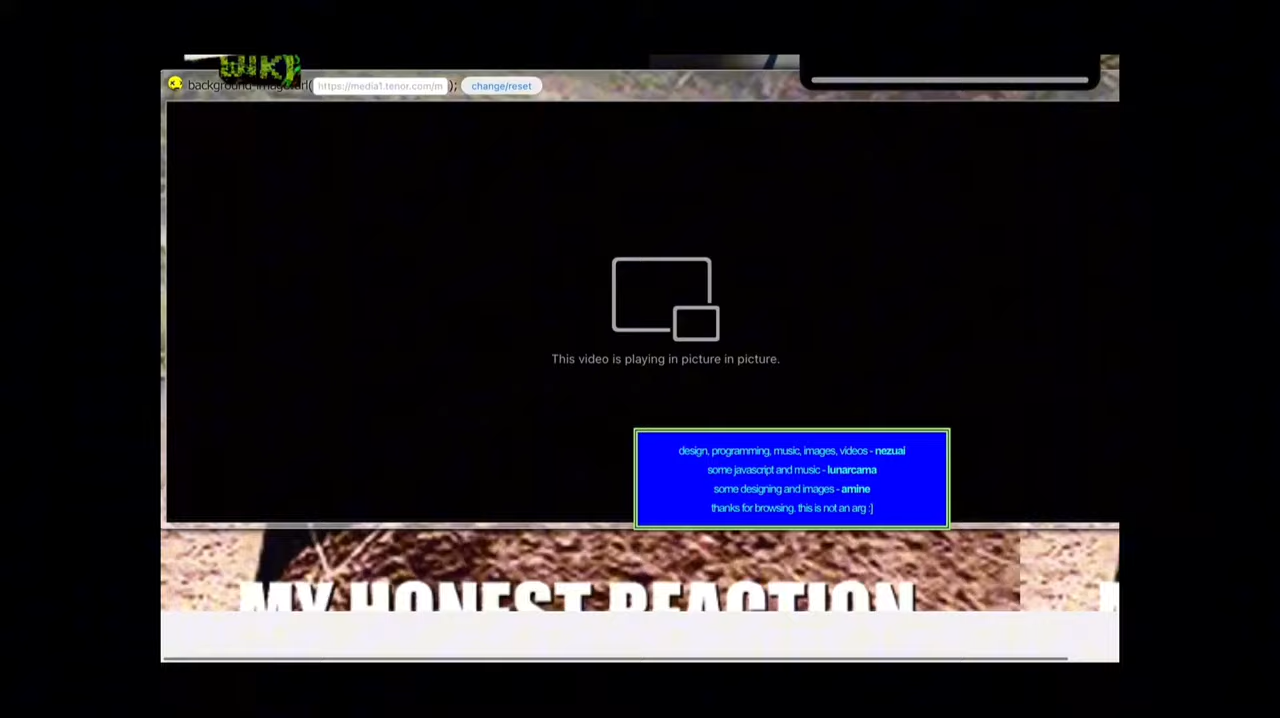 WIKI
background-image:url( https://media1.tenor.com/m ); change/reset
This video is playing in picture in picture.
design, programming, music, images, videos - nezuai
some javascript and music - lunarcama
some designing and images - amine
thanks for browsing. this is not an arg :]
MY HONEST REACTION